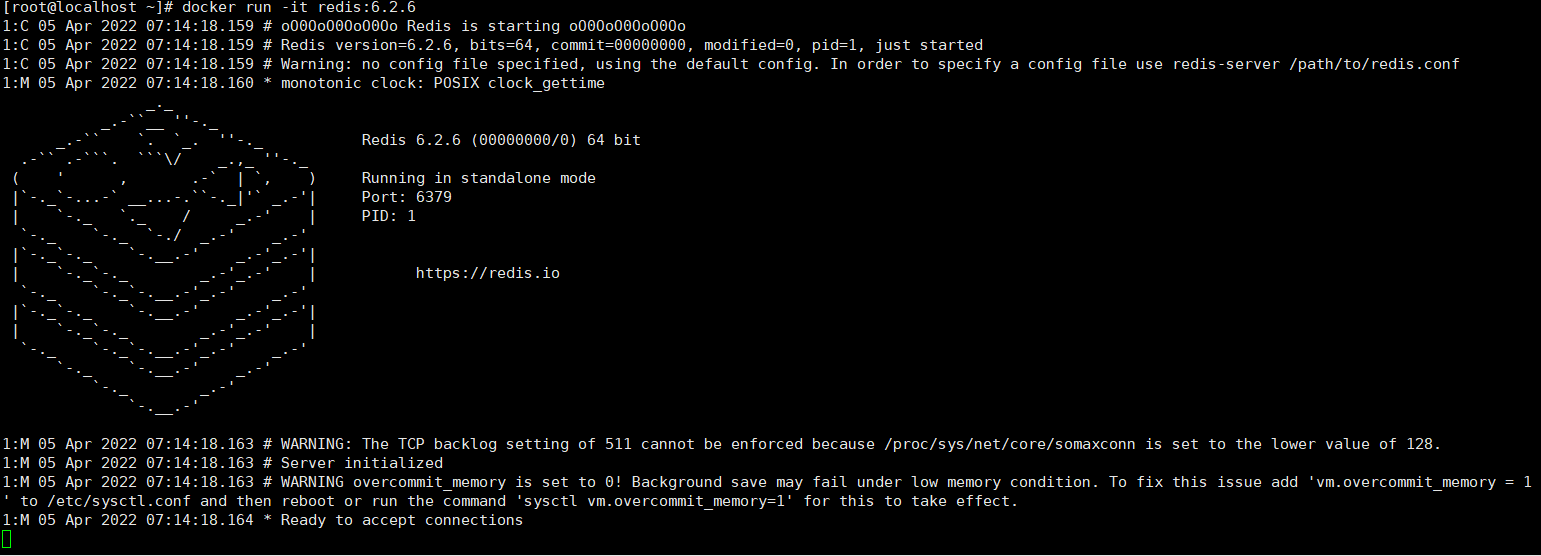 [root@localhost ~]# docker run -it redis:6.2.6
1:C 05 Apr 2022 07:14:18.159 # oO0OoO0OoO0Oo Redis is starting oO0OoO0OoO0Oo
1:C 05 Apr 2022 07:14:18.159 # Redis version=6.2.6, bits=64, commit=00000000, modified=0, pid=1, just started
1:C 05 Apr 2022 07:14:18.159 # Warning: no config file specified, using the default config. In order to specify a config file use redis-server /path/to/redis.conf
1:M 05 Apr 2022 07:14:18.160 * monotonic clock: POSIX clock_gettime
Redis 6.2.6 (00000000/0) 64 bit
Running in standalone mode
Port: 6379
PID: 1
https://redis.io
1:M 05 Apr 2022 07:14:18.163 # WARNING: The TCP backlog setting of 511 cannot be enforced because /proc/sys/net/core/somaxconn is set to the lower value of 128.
1:M 05 Apr 2022 07:14:18.163 # Server initialized
1:M 05 Apr 2022 07:14:18.163 # WARNING overcommit_memory is set to 0! Background save may fail under low memory condition. To fix this issue add 'vm.overcommit_memory = 1
' to /etc/sysctl.conf and then reboot or run the command 'sysctl vm.overcommit_memory=1' for this to take effect.
1:M 05 Apr 2022 07:14:18.164 * Ready to accept connections